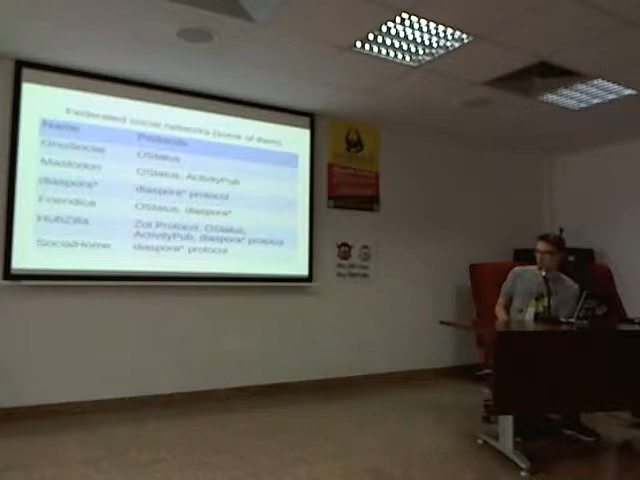 Federated social networks (some of them)
Name Protocols
GnuSocial OStatus
Mastodon OStatus, ActivityPub
diaspora* diaspora* protocol
Friendica OStatus, diaspora*
HubZilla Zot Protocol, OStatus,
ActivityPub, diaspora* protocol
SocialHome diaspora* protocol